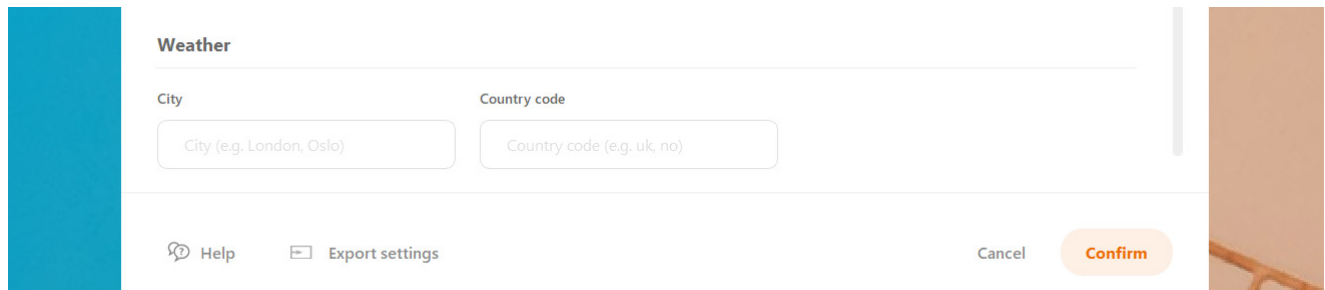 Weather
City
Country code
City (e.g. London, Oslo)
Country code (e.g. uk, no)
Help
Export settings
Cancel
Confirm